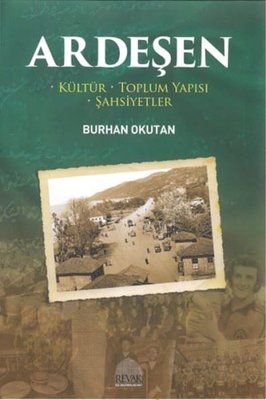 ARDEŞEN
· KÜLTÜR · TOPLUM YAPISI
· ŞAHSİYETLER
BURHAN OKUTAN
REVAK